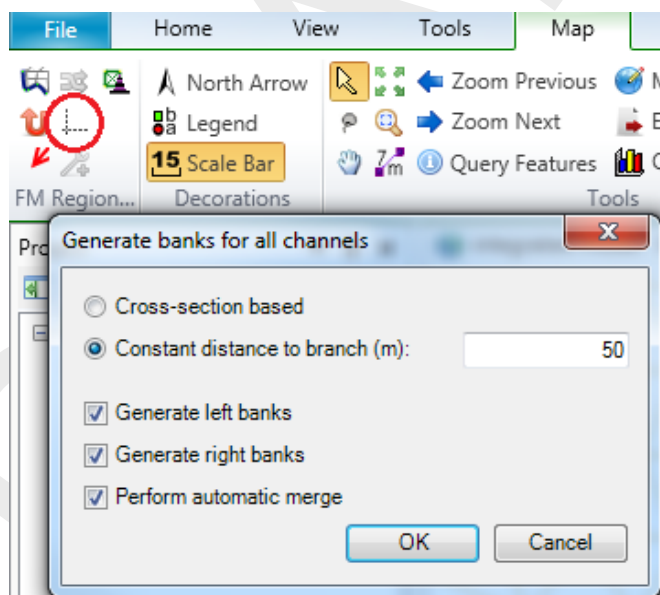 File Home View Tools Map
North Arrow Zoom Previous
Legend Zoom Next
15 Scale Bar 7/m Query Features
FM Region... Decorations Tools
Generate banks for all channels
Cross-section based
Constant distance to branch (m): 50
Generate left banks
Generate right banks
Perform automatic merge
OK Cancel